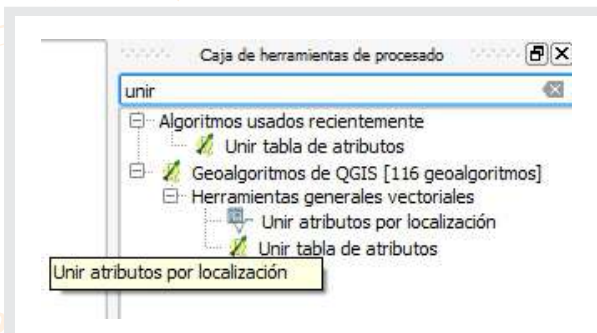 Caja de herramientas de procesado
unir
Algoritmos usados recientemente
Unir tabla de atributos
Geoalgoritmos de QGIS [116 geoalgoritmos]
Herramientas generales vectoriales
Unir atributos por localización
Unir tabla de atributos
Unir atributos por localización